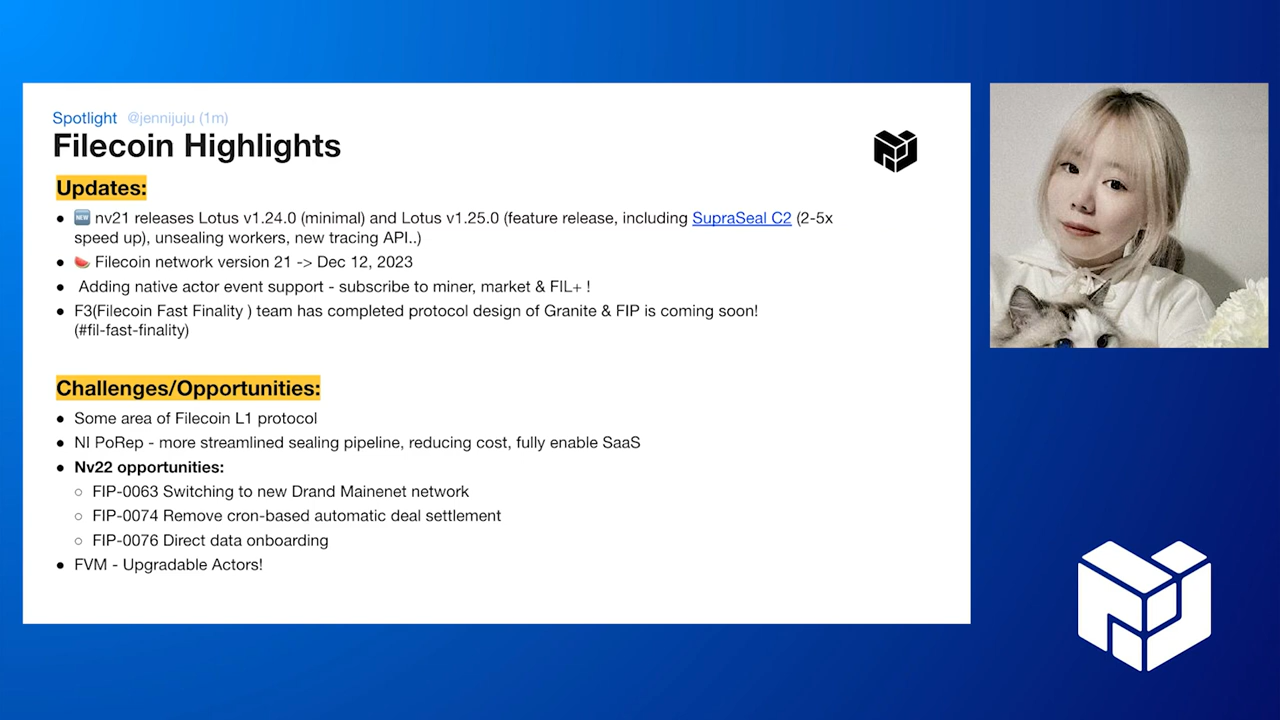 Spotlight @jennijuju (1m)
Filecoin Highlights
Updates:
● 🆕 nv21 releases Lotus v1.24.0 (minimal) and Lotus v1.25.0 (feature release, including SupraSeal C2 (2-5x
speed up), unsealing workers, new tracing API..)
● 🍉 Filecoin network version 21 -> Dec 12, 2023
● Adding native actor event support - subscribe to miner, market & FIL+ !
● F3(Filecoin Fast Finality ) team has completed protocol design of Granite & FIP is coming soon!
(#fil-fast-finality)
Challenges/Opportunities:
● Some area of Filecoin L1 protocol
● NI PoRep - more streamlined sealing pipeline, reducing cost, fully enable SaaS
● Nv22 opportunities:
○ FIP-0063 Switching to new Drand Mainenet network
○ FIP-0074 Remove cron-based automatic deal settlement
○ FIP-0076 Direct data onboarding
● FVM - Upgradable Actors!